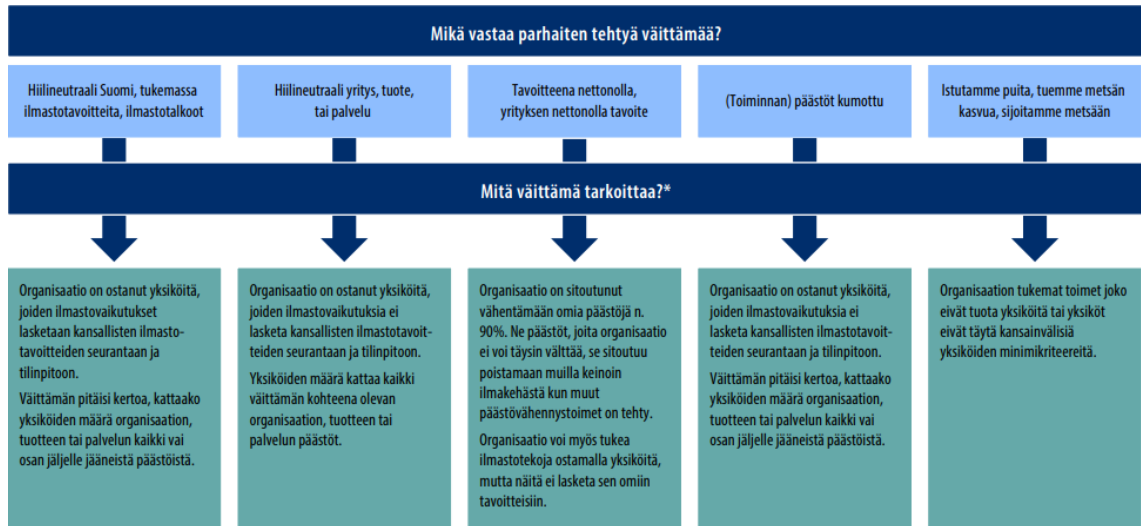 Mikä vastaa parhaiten tehtyä väittämää?
Hiilineutraali Suomi, tukemassa
ilmastotavoitteita, ilmastotalkoot
Hiilineutraali yritys, tuote,
tai palvelu
Tavoitteena nettonolla,
yrityksen nettonolla tavoite
(Toiminnan) päästöt kumottu
Istutamme puita, tuemme metsän
kasvua, sijoitamme metsään
Mitä väittämä tarkoittaa?*
Organisaatio on ostanut yksiköitä,
joiden ilmastovaikutukset
lasketaan kansallisten ilmasto-
tavoitteiden seurantaan ja
tilinpitoon.
Väittämän pitäisi kertoa, kattaako
yksiköiden määrä organisaation,
tuotteen tai palvelun kaikki vai
osan jäljelle jääneistä päästöistä.
Organisaatio on ostanut yksiköitä,
joiden ilmastovaikutuksia ei
lasketa kansallisten ilmastotavoit-
teiden seurantaan ja tilinpitoon.
Yksiköiden määrä kattaa kaikki
väittämän kohteena olevan
organisaation, tuotteen tai
palvelun päästöt.
Organisaatio on sitoutunut
vähentämään omia päästöjä n.
90%. Ne päästöt, joita organisaatio
ei voi täysin välttää, se sitoutuu
poistamaan muilla keinoin
ilmakehästä kun muut
päästövähennystoimet on tehty.
Organisaatio voi myös tukea
ilmastotekoja ostamalla yksiköitä,
mutta näitä ei lasketa sen omiin
tavoitteisiin.
Organisaatio on ostanut yksiköitä,
joiden ilmastovaikutuksia ei
lasketa kansallisten ilmastotavoit-
teiden seurantaan ja tilinpitoon.
Väittämän pitäisi kertoa, kattaako
yksiköiden määrä organisaation,
tuotteen tai palvelun kaikki vai
osan jäljelle jääneistä päästöistä.
Organisaation tukemat toimet joko
eivät tuota yksiköitä tai yksiköt
eivät täytä kansainvälisiä
yksiköiden minimikriteereitä.